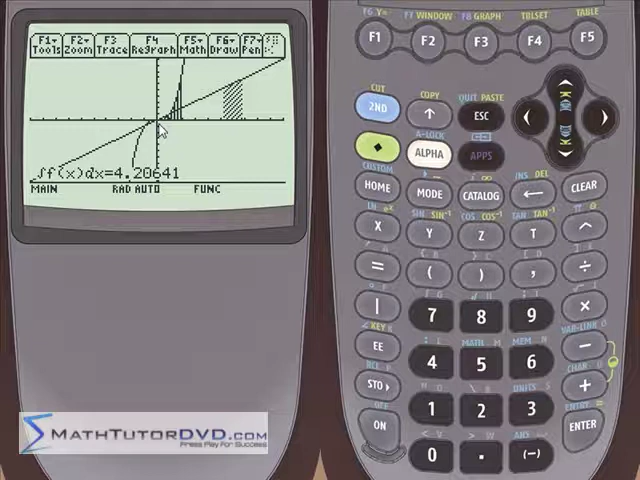 F1 F2 F3 F4 F5 F6 F7
Tools Zoom Trace Regraph Math Draw Pen
∫f(x)dx=4.20641
MAIN RAD AUTO FUNC
MATHTUTORDVD.COM
Press Play For Success
F6 Y= F7 WINDOW F8 GRAPH TBLSET TABLE
F1 F2 F3 F4 F5
CUT COPY QUIT PASTE
2ND ↑ ESC
A-LOCK
◆ ALPHA APPS
INS DEL
HOME MODE CATALOG ← CLEAR
LN e^x SIN SIN⁻¹ COS COS⁻¹ TAN TAN⁻¹
X Y Z T ^
= ( ) , ÷
| 7 8 9 ×
∠ KEY MATH M MEM N VAR-LINK O
EE 4 5 6 −
RCL P UNITS S CHAR U
STO▸ 1 2 3 +
OFF < V > W ANS ENTRY ≈
ON 0 . (−) ENTER